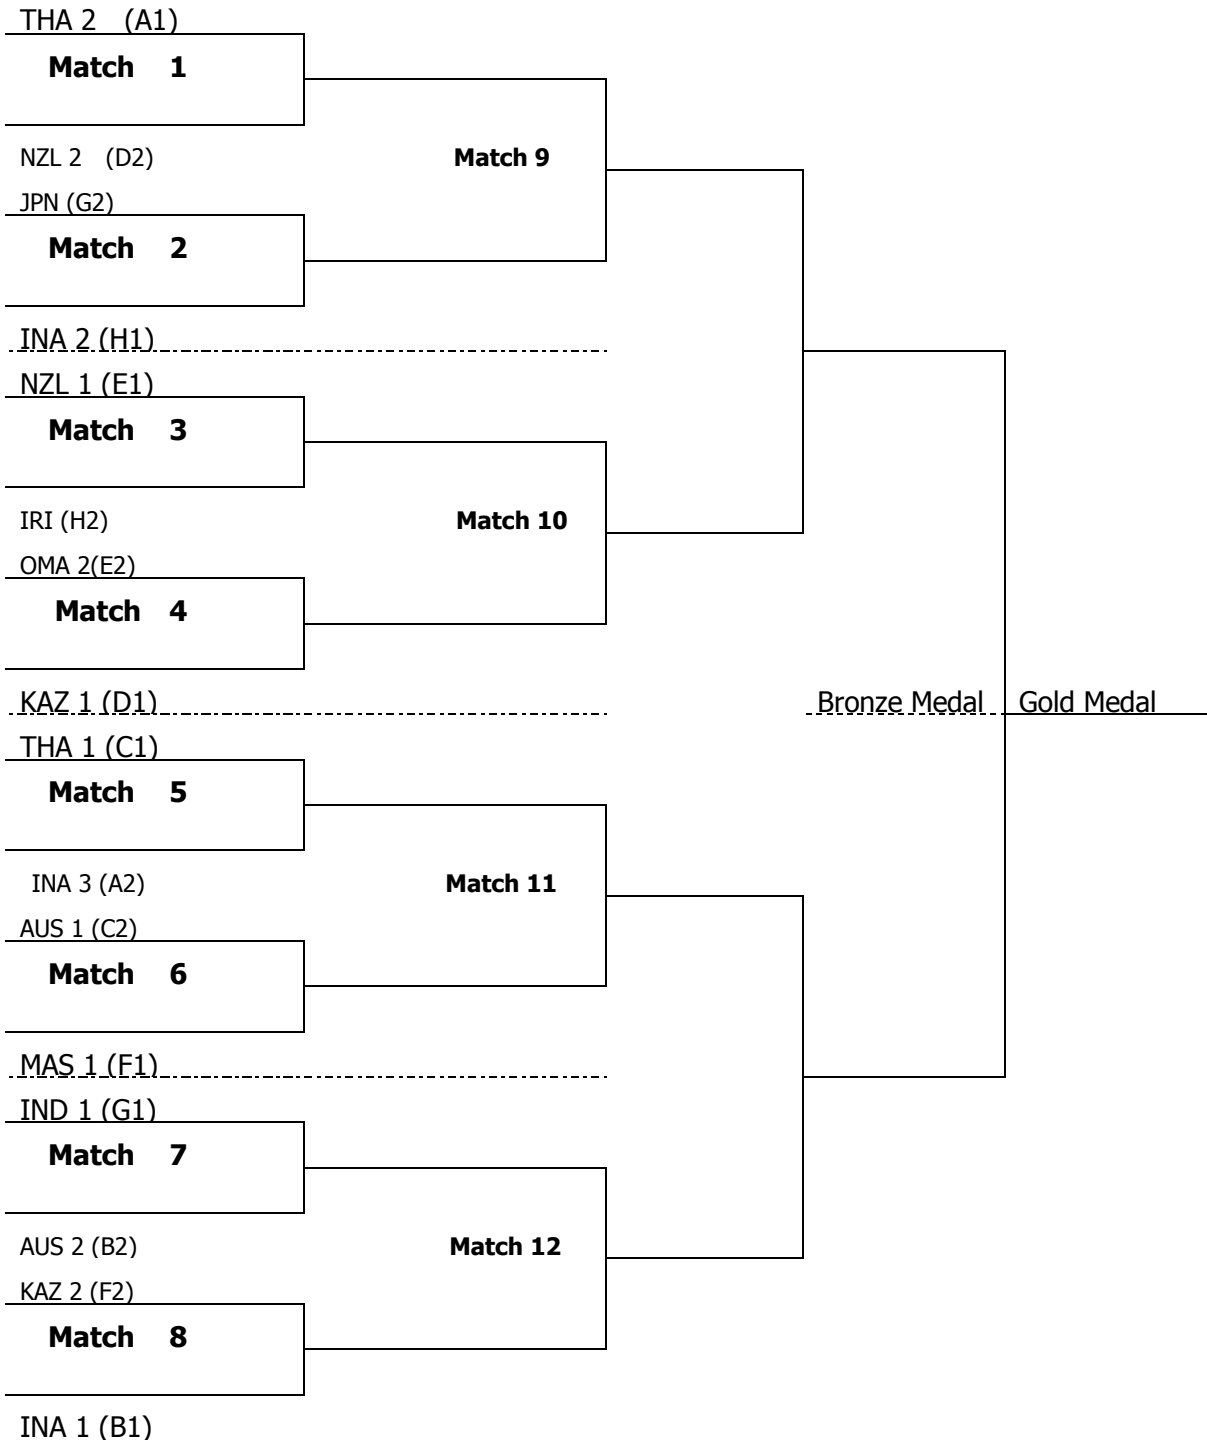 THA 2 (A1)
Match 1
NZL 2 (D2) Match 9
JPN (G2)
Match 2
INA 2 (H1)
NZL 1 (E1)
Match 3
IRI (H2) Match 10
OMA 2(E2)
Match 4
KAZ 1 (D1) Bronze Medal Gold Medal
THA 1 (C1)
Match 5
INA 3 (A2) Match 11
AUS 1 (C2)
Match 6
MAS 1 (F1)
IND 1 (G1)
Match 7
AUS 2 (B2) Match 12
KAZ 2 (F2)
Match 8
INA 1 (B1)